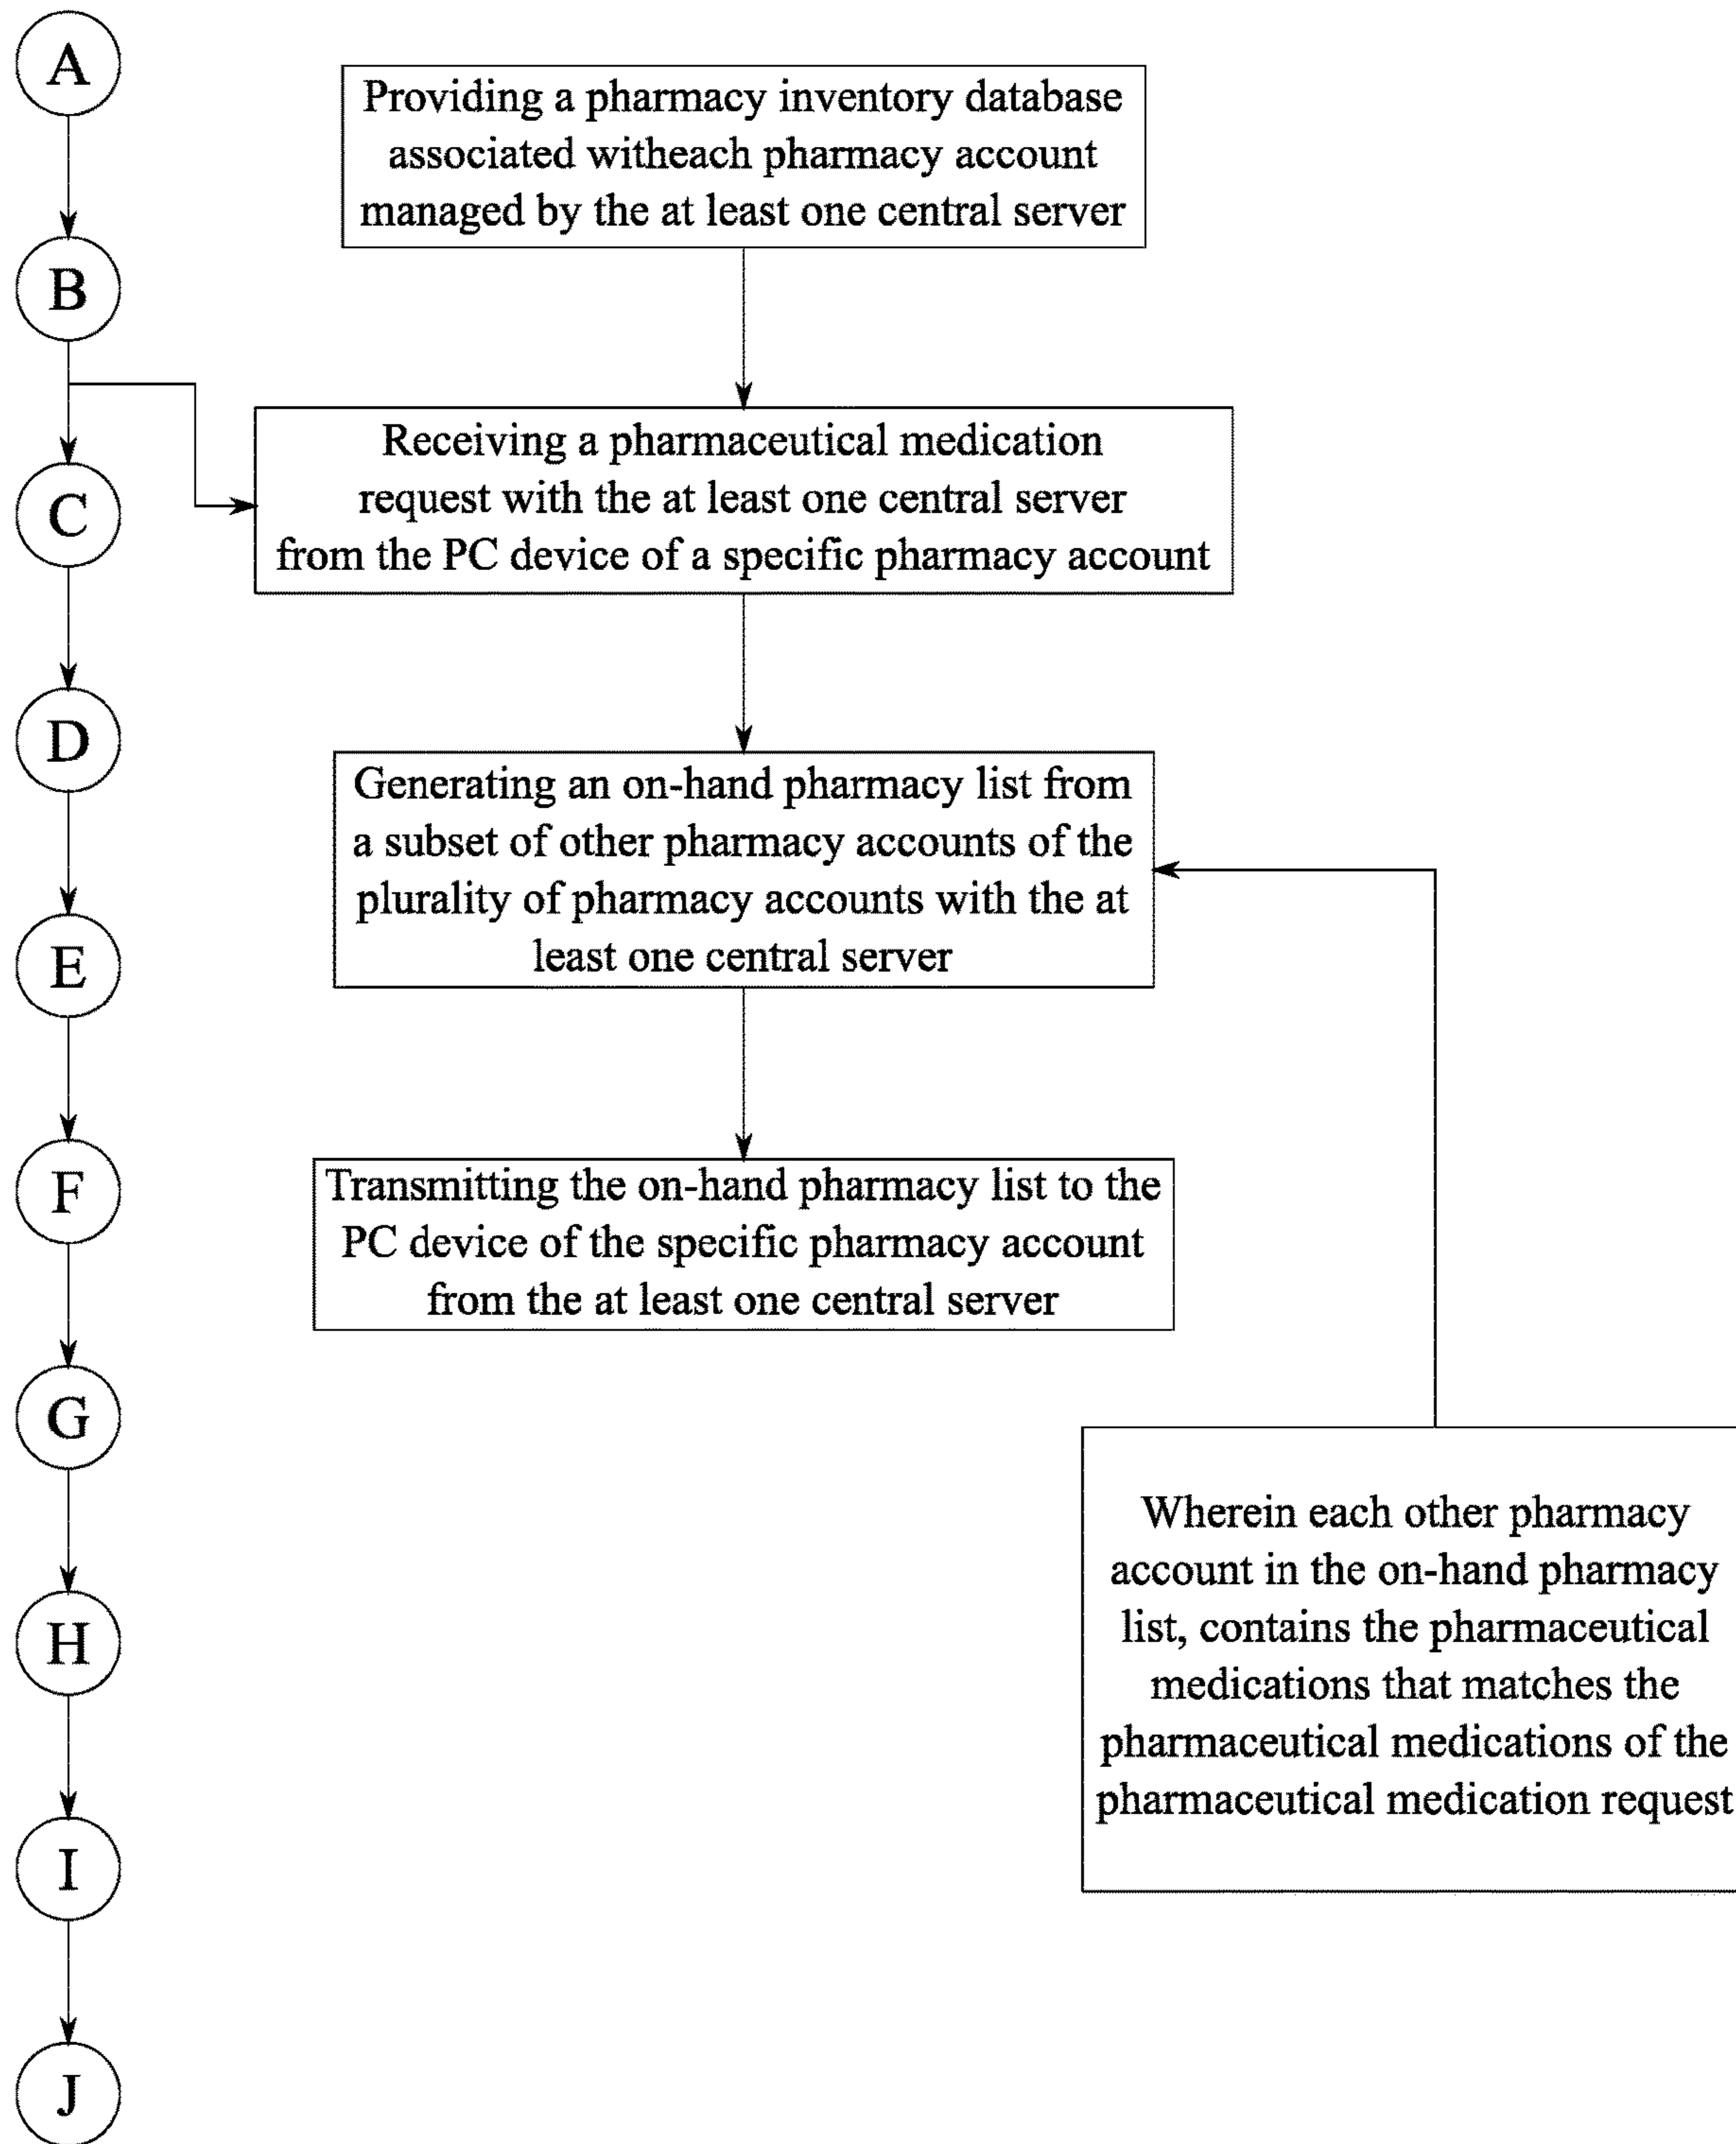 A
B
C
D
E
F
G
H
I
J
Providing a pharmacy inventory database
associated witheach pharmacy account
managed by the at least one central server
Receiving a pharmaceutical medication
request with the at least one central server
from the PC device of a specific pharmacy account
Generating an on-hand pharmacy list from
a subset of other pharmacy accounts of the
plurality of pharmacy accounts with the at
least one central server
Transmitting the on-hand pharmacy list to the
PC device of the specific pharmacy account
from the at least one central server
Wherein each other pharmacy
account in the on-hand pharmacy
list, contains the pharmaceutical
medications that matches the
pharmaceutical medications of the
pharmaceutical medication request